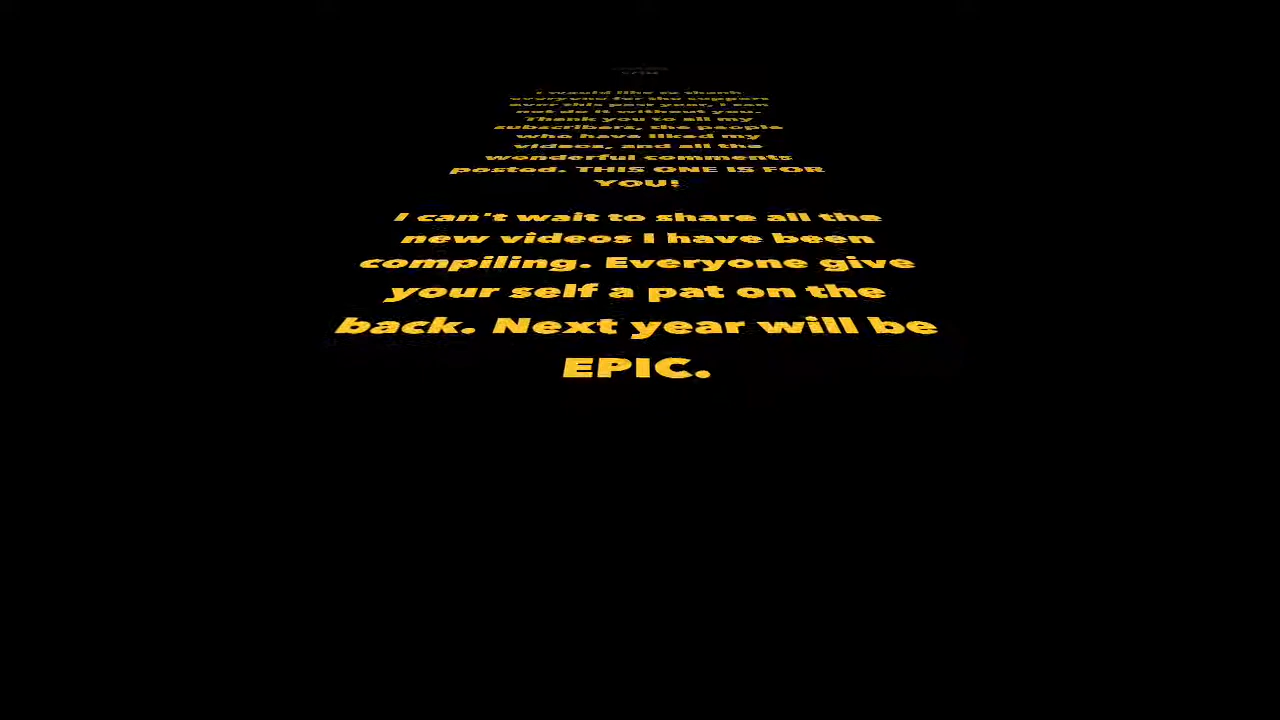 I would like to thank
everyone for the support
over this past year, I can
not do it without you.
Thank you to all my
subscribers, the people
who have liked my
videos, and all the
wonderful comments
posted. THIS ONE IS FOR
YOU!
I can't wait to share all the
new videos I have been
compiling. Everyone give
your self a pat on the
back. Next year will be
EPIC.